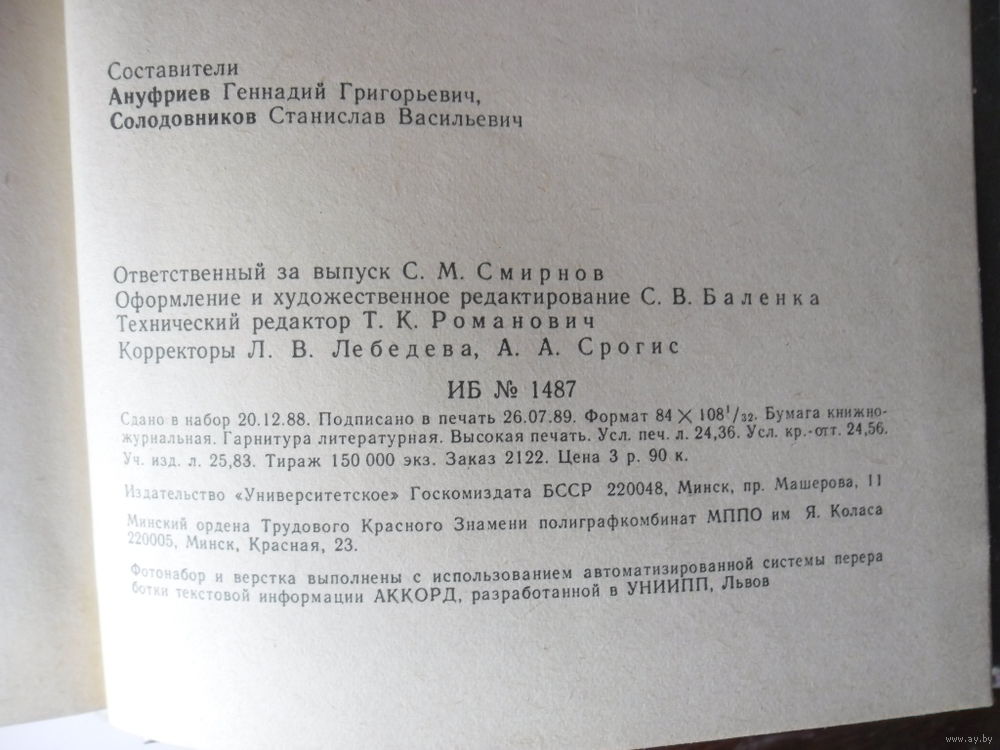 Составители
Ануфриев Геннадий Григорьевич,
Солодовников Станислав Васильевич
Ответственный за выпуск С. М. Смирнов
Оформление и художественное редактирование С. В. Баленка
Технический редактор Т. К. Романович
Корректоры Л. В. Лебедева, А. А. Срогис
ИБ № 1487
Сдано в набор 20.12.88. Подписано в печать 26.07.89. Формат 84 × 108¹/₃₂. Бумага книжно-
журнальная. Гарнитура литературная. Высокая печать. Усл. печ. л. 24,36. Усл. кр.-отт. 24,56.
Уч. изд. л. 25,83. Тираж 150 000 экз. Заказ 2122. Цена 3 р. 90 к.
Издательство «Университетское» Госкомиздата БССР 220048, Минск, пр. Машерова, 11
Минский ордена Трудового Красного Знамени полиграфкомбинат МППО им Я. Коласа
220005, Минск, Красная, 23.
Фотонабор и верстка выполнены с использованием автоматизированной системы перера
ботки текстовой информации АККОРД, разработанной в УНИИПП, Львов
www.ay.by